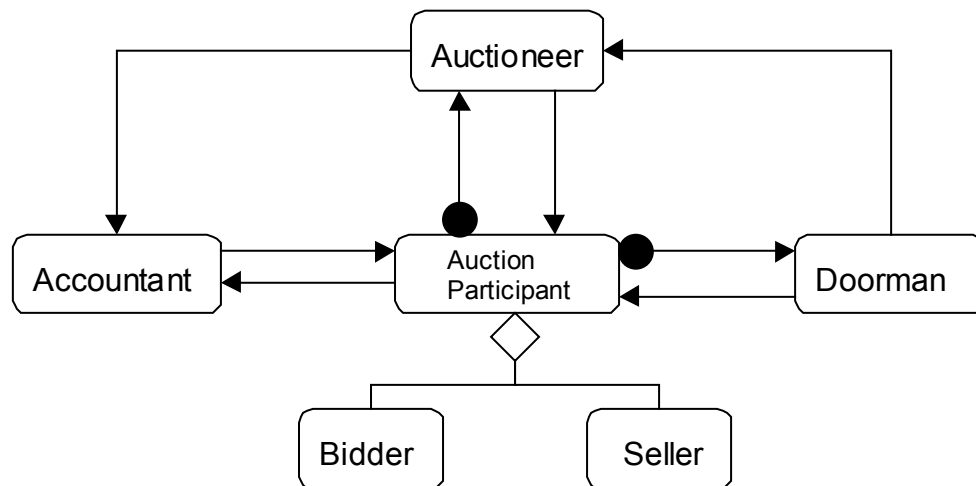 Auctioneer
Accountant
Auction
Participant
Doorman
Bidder
Seller